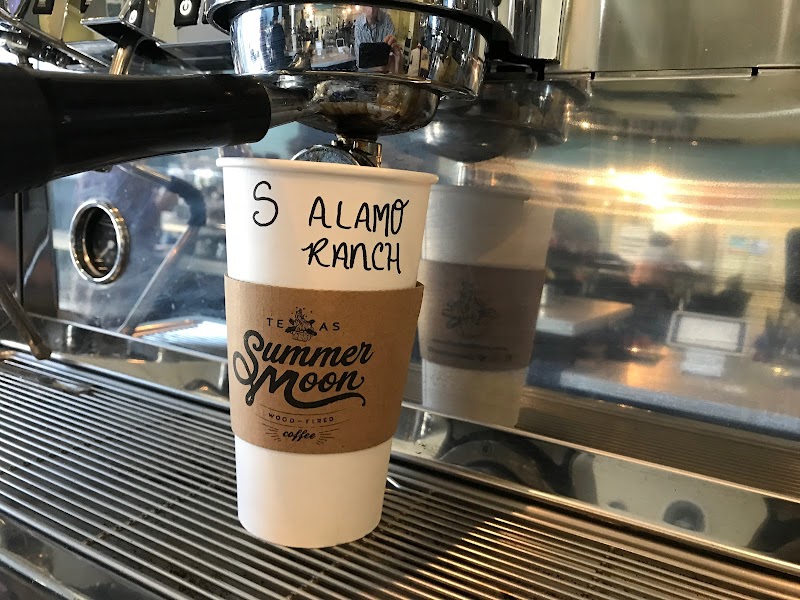 S ALAMO
RANCH
TEXAS
Summer
Moon
WOOD-FIRED
coffee